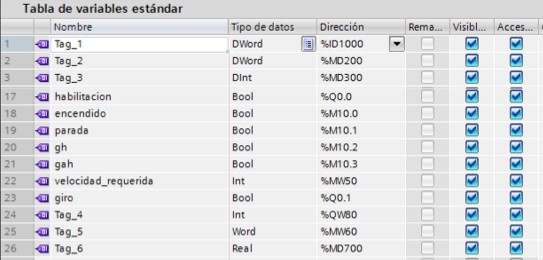 Tabla de variables estándar
Nombre Tipo de datos Dirección Rema... Visibl... Acces...
1 Tag_1 DWord %ID1000
2 Tag_2 DWord %MD200
3 Tag_3 DInt %MD300
17 habilitacion Bool %Q0.0
18 encendido Bool %M10.0
19 parada Bool %M10.1
20 gh Bool %M10.2
21 gah Bool %M10.3
22 velocidad_requerida Int %MW50
23 giro Bool %Q0.1
24 Tag_4 Int %QW80
25 Tag_5 Word %MW60
26 Tag_6 Real %MD700